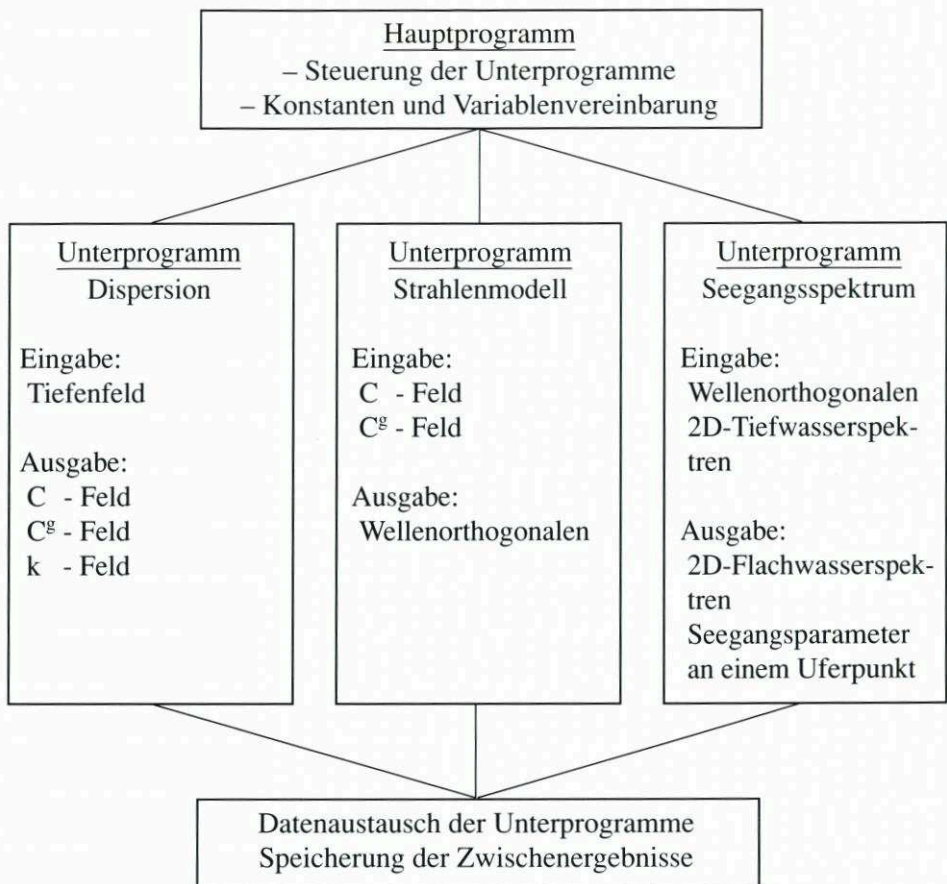 Hauptprogramm
– Steuerung der Unterprogramme
– Konstanten und Variablenvereinbarung
Unterprogramm
Dispersion
Eingabe:
Tiefenfeld
Ausgabe:
C - Feld
Cᵍ - Feld
k - Feld
Unterprogramm
Strahlenmodell
Eingabe:
C - Feld
Cᵍ - Feld
Ausgabe:
Wellenorthogonalen
Unterprogramm
Seegangsspektrum
Eingabe:
Wellenorthogonalen
2D-Tiefwasserspek-
tren
Ausgabe:
2D-Flachwasserspek-
tren
Seegangsparameter
an einem Uferpunkt
Datenaustausch der Unterprogramme
Speicherung der Zwischenergebnisse